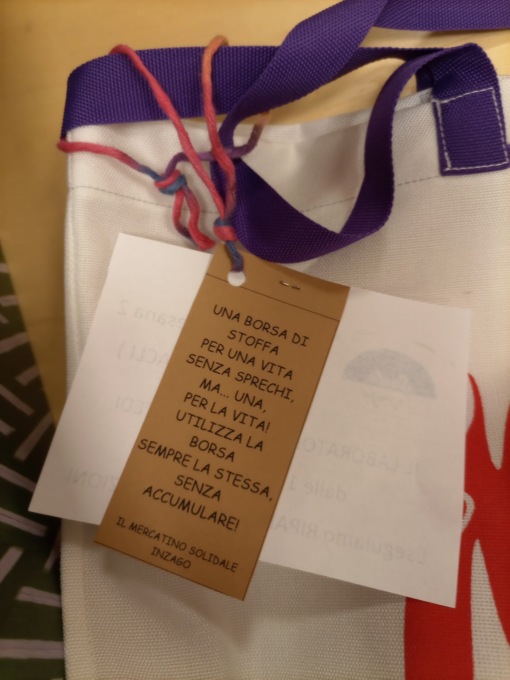 UNA BORSA DI
STOFFA
PER UNA VITA
SENZA SPRECHI,
MA... UNA,
PER LA VITA!
UTILIZZA LA
BORSA
SEMPRE LA STESSA,
SENZA
ACCUMULARE!
IL MERCATINO SOLIDALE
INZAGO